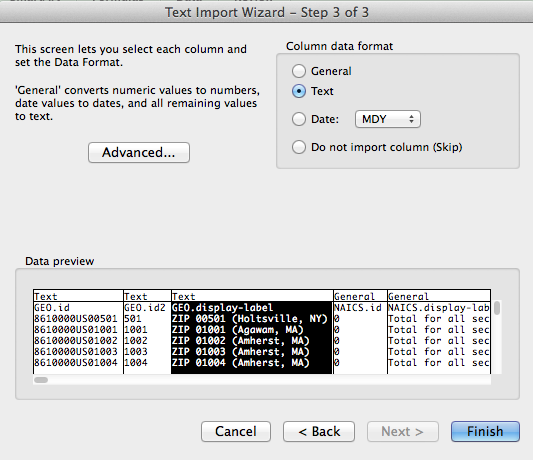 Text Import Wizard – Step 3 of 3
This screen lets you select each column and
set the Data Format.
'General' converts numeric values to numbers,
date values to dates, and all remaining values
to text.
Advanced...
Column data format
General
Text
Date: MDY
Do not import column (Skip)
Data preview
Text Text Text General General
GEO.id GEO.id2 GEO.display-label NAICS.id NAICS.display-lab
8610000US00501 501 ZIP 00501 (Holtsville, NY) 0 Total for all sec
8610000US01001 1001 ZIP 01001 (Agawam, MA) 0 Total for all sec
8610000US01002 1002 ZIP 01002 (Amherst, MA) 0 Total for all sec
8610000US01003 1003 ZIP 01003 (Amherst, MA) 0 Total for all sec
8610000US01004 1004 ZIP 01004 (Amherst, MA) 0 Total for all sec
Cancel < Back Next > Finish